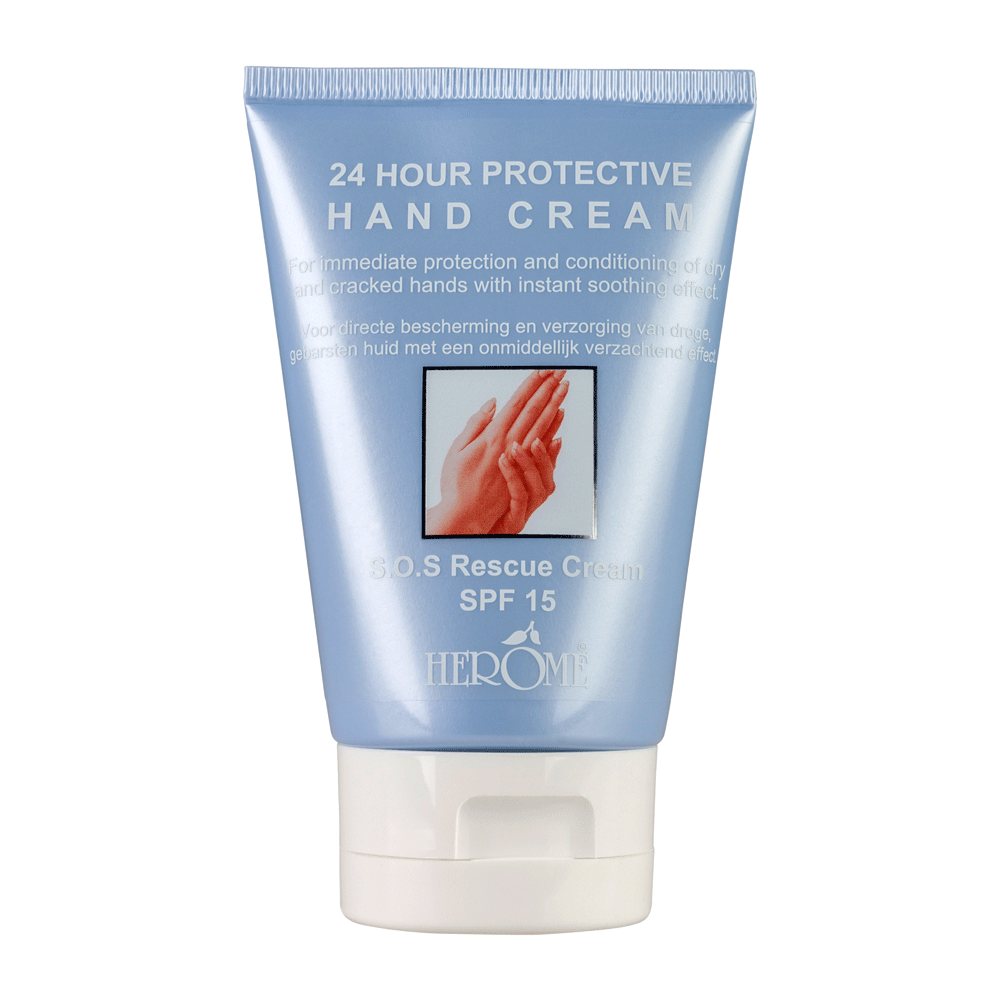 24 HOUR PROTECTIVE
HAND CREAM
For immediate protection and conditioning of dry
and cracked hands with instant soothing effect.
Voor directe bescherming en verzorging van droge,
gebarsten huid met een onmiddellijk verzachtend effect.
S.O.S Rescue Cream
SPF 15
HERÔME®